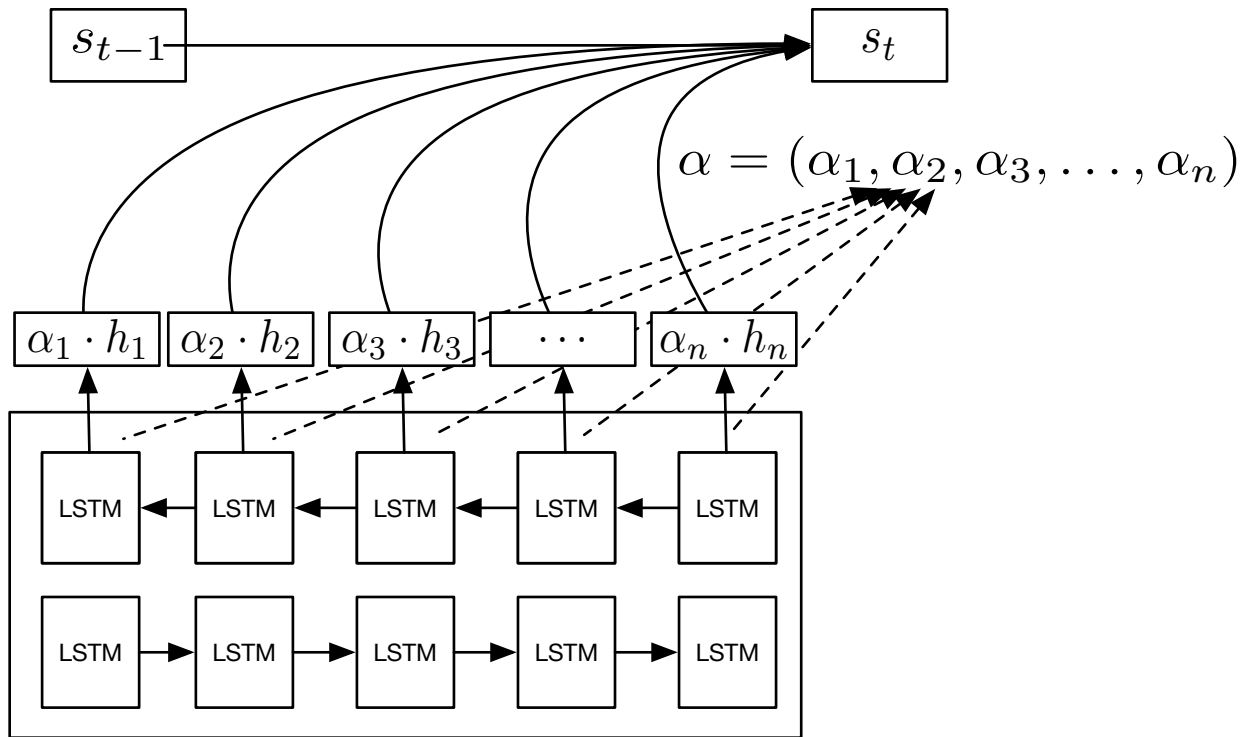 s_{t-1} s_t
α = (α_1, α_2, α_3, . . . , α_n)
α_1 · h_1 α_2 · h_2 α_3 · h_3 · · · α_n · h_n
LSTM LSTM LSTM LSTM LSTM
LSTM LSTM LSTM LSTM LSTM